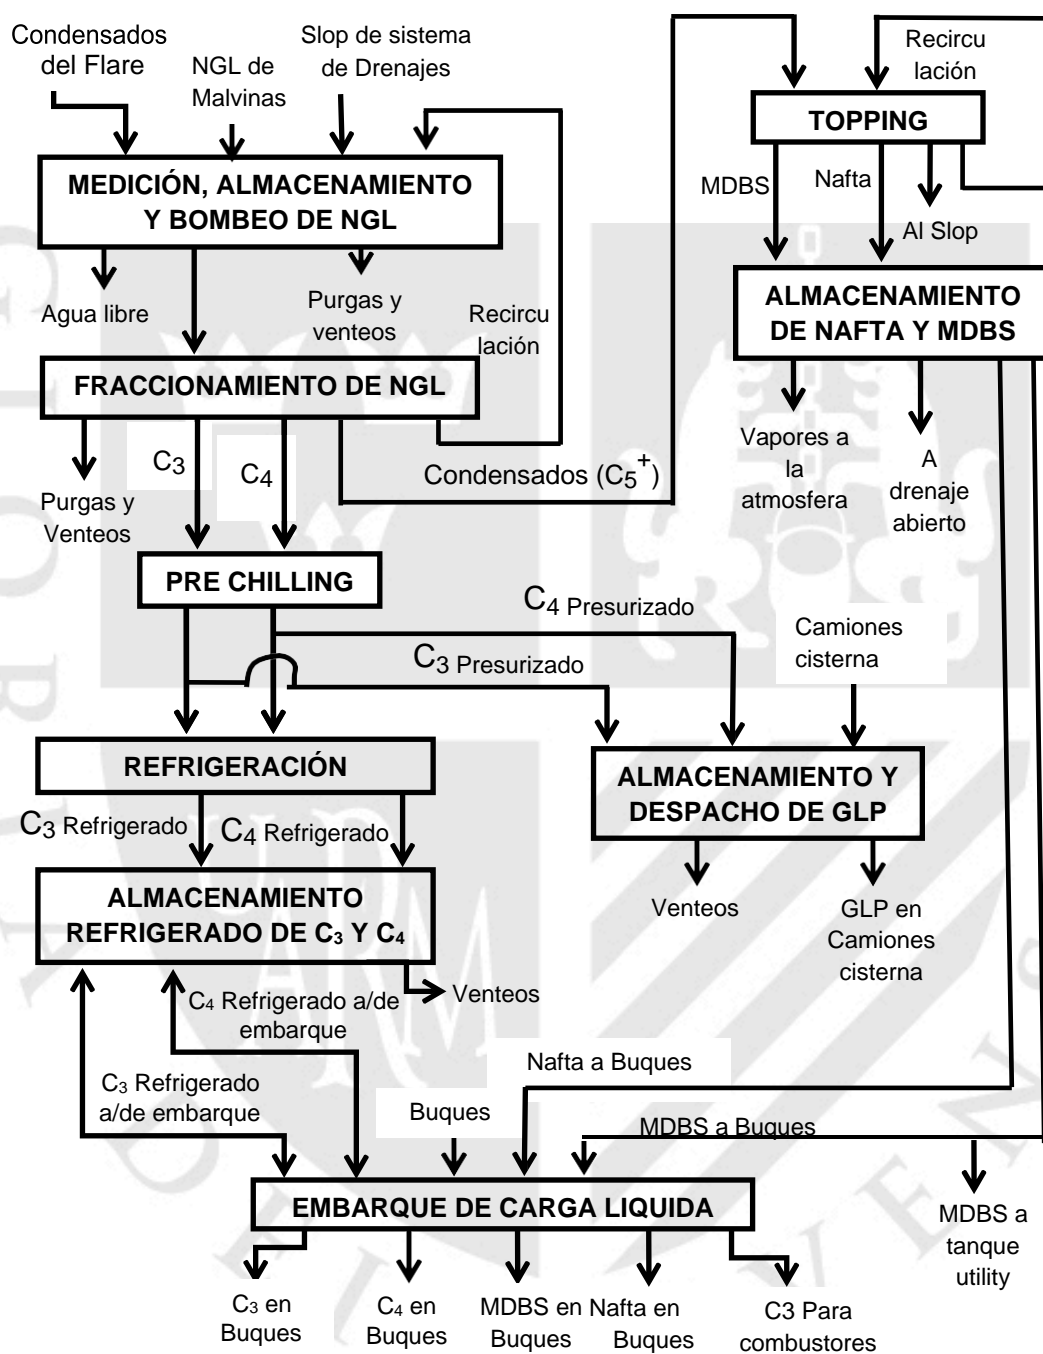 Condensados
del Flare
NGL de
Malvinas
Slop de sistema
de Drenajes
Recircu
lación
TOPPING
MEDICIÓN, ALMACENAMIENTO
Y BOMBEO DE NGL
MDBS
Nafta
Al Slop
Agua libre
Purgas y
venteos
Recircu
lación
ALMACENAMIENTO
DE NAFTA Y MDBS
FRACCIONAMIENTO DE NGL
C3
C4
Condensados (C5+)
Purgas y
Venteos
Vapores a
la
atmosfera
A
drenaje
abierto
PRE CHILLING
C4 Presurizado
C3 Presurizado
Camiones
cisterna
REFRIGERACIÓN
ALMACENAMIENTO Y
DESPACHO DE GLP
C3 Refrigerado
C4 Refrigerado
ALMACENAMIENTO
REFRIGERADO DE C3 Y C4
Venteos
GLP en
Camiones
cisterna
C4 Refrigerado a/de
embarque
Venteos
C3 Refrigerado
a/de embarque
Buques
Nafta a Buques
MDBS a Buques
EMBARQUE DE CARGA LIQUIDA
MDBS a
tanque
utility
C3 en
Buques
C4 en
Buques
MDBS en
Buques
Nafta en
Buques
C3 Para
combustores